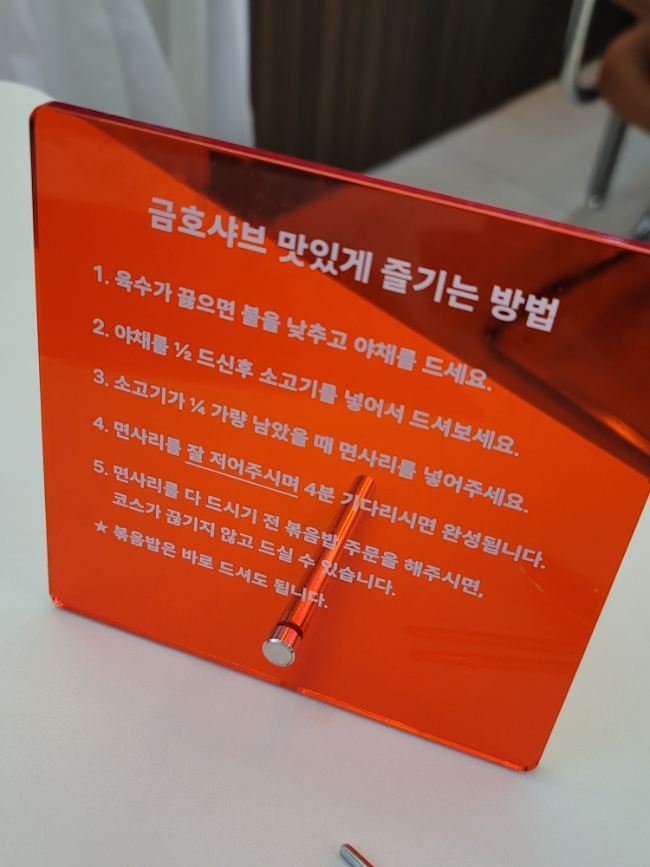 금호샤브 맛있게 즐기는 방법
1. 육수가 끓으면 불을 낮추고 야채를 드세요.
2. 야채를 ½ 드신후 소고기를 넣어서 드셔보세요.
3. 소고기가 ¼ 가량 남았을 때 면사리를 넣어주세요.
4. 면사리를 잘 저어주시며 4분 기다리시면 완성됩니다.
5. 면사리를 다 드시기 전 볶음밥 주문을 해주시면,
코스가 끊기지 않고 드실 수 있습니다.
★ 볶음밥은 바로 드셔도 됩니다.